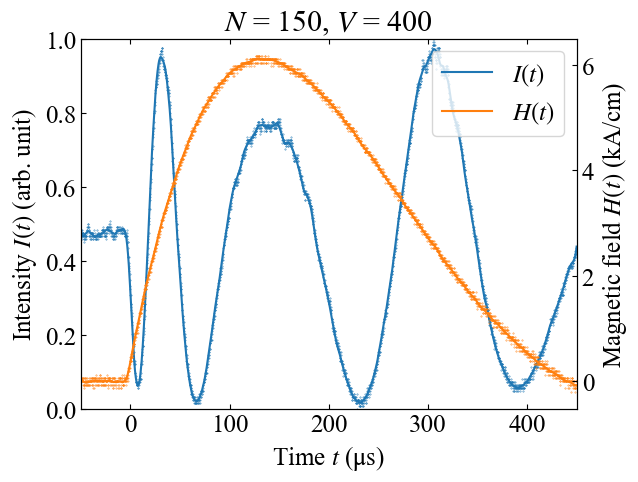 N = 150, V = 400
Intensity I(t) (arb. unit)
1.0
0.8
0.6
0.4
0.2
0.0
I(t)
H(t)
6
4
2
0
Magnetic field H(t) (kA/cm)
0
100
200
300
400
Time t (μs)